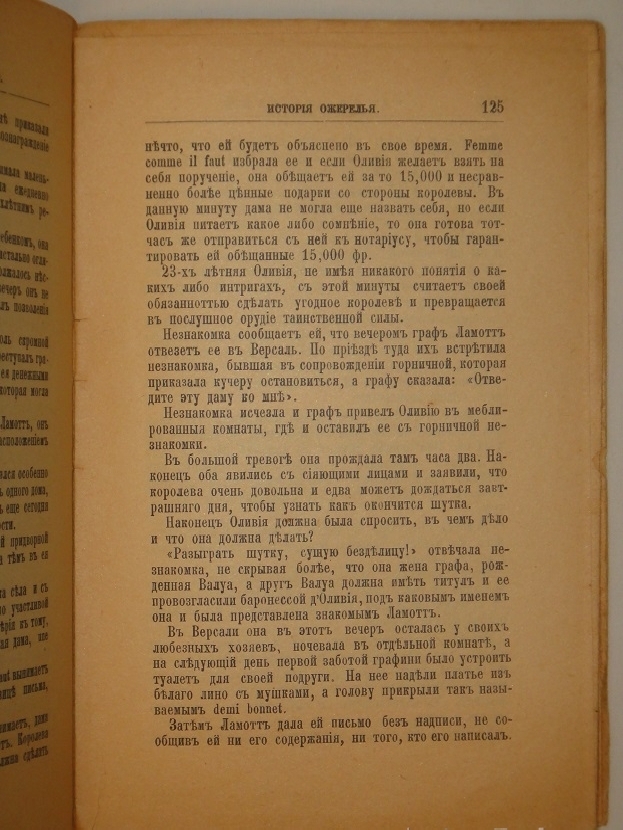 ИСТОРІЯ ОЖЕРЕЛЬЯ. 125
нѣчто, что ей будетъ объяснено въ свое время. Femme
comme il faut избрала ее и если Оливія желаетъ взять на
себя порученіе, она обѣщаетъ ей за то 15,000 и несрав-
ненно болѣе цѣнные подарки со стороны королевы. Въ
данную минуту дама не могла еще назвать себя, но если
Оливія питаетъ какое либо сомнѣніе, то она готова тот-
часъ же отправиться съ ней къ нотаріусу, чтобы гаран-
тировать ей обѣщанные 15,000 фр.
23-хъ лѣтняя Оливія, не имѣя никакого понятія о ка-
кихъ либо интригахъ, съ этой минуты считаетъ своей
обязанноттью сдѣлать угодное королевѣ и превращается
въ послушное орудіе таинственной силы.
Незнакомка сообщаетъ ей, что вечеромъ графъ Ламоттъ
отвезетъ ее въ Версаль. По пріѣздѣ туда ихъ встрѣтила
незнакомка, бывшая въ сопровожденіи горничной, которая
приказала кучеру остановиться, а графу сказала: «Отве-
дите эту даму ко мнѣ».
Незнакомка исчезла и графъ привелъ Оливію въ мебли-
рованныя комнаты, гдѣ и оставилъ ее съ горничной не-
знакомки.
Въ большой тревогѣ она прождала тамъ часа два. На-
конецъ оба явились съ сіяющими лицами и заявили, что
королева очень довольна и едва можетъ дождаться завт-
рашняго дня, чтобы узнать какъ окончится шутка.
Наконецъ Оливія должна была спросить, въ чемъ дѣло
и что она должна дѣлать?
«Разыграть шутку, сущую бездѣлицу!» отвѣчала не-
знакомка, не скрывая болѣе, что она жена графа, рож-
денная Валуа, а другъ Валуа должна имѣть титулъ и ее
провозгласили баронессой д'Оливія, подъ каковымъ именемъ
она и была представлена знакомымъ Ламоттъ.
Въ Версали она въ этотъ вечеръ осталась у своихъ
любезныхъ хозяевъ, ночевала въ отдѣльной комнатѣ, а
на слѣдующій день первой заботой графини было устроить
туалетъ для своей подруги. На нее надѣли платье изъ
бѣлаго лино съ мушками, а голову прикрыли такъ назы-
ваемымъ demi bonnet.
Затѣмъ Ламоттъ дала ей письмо безъ надписи, не со-
общивъ ей ни его содержанія, ни того, кто его написалъ.